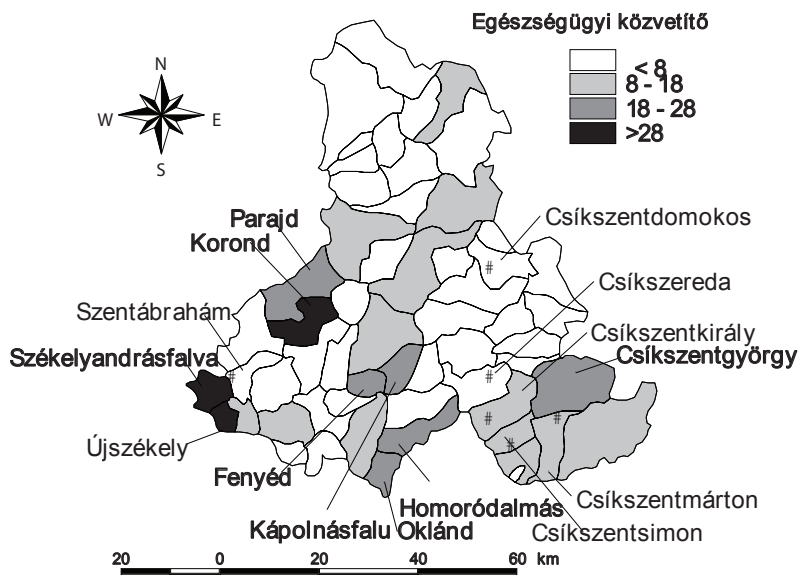 Egészségügyi közvetítő
< 8
8 - 18
18 - 28
>28
N
W
E
S
Parajd
Korond
Csíkszentdomokos
Csíkszereda
Szentábrahám
Csíkszentkirály
Székelyandrásfalva
Csíkszentgyörgy
#
#
#
#
#
#
Újszékely
Fenyéd
Homoródalmás
Csíkszentmárton
Kápolnásfalu
Oklánd
Csíkszentsimon
20 0 20 40 60 km